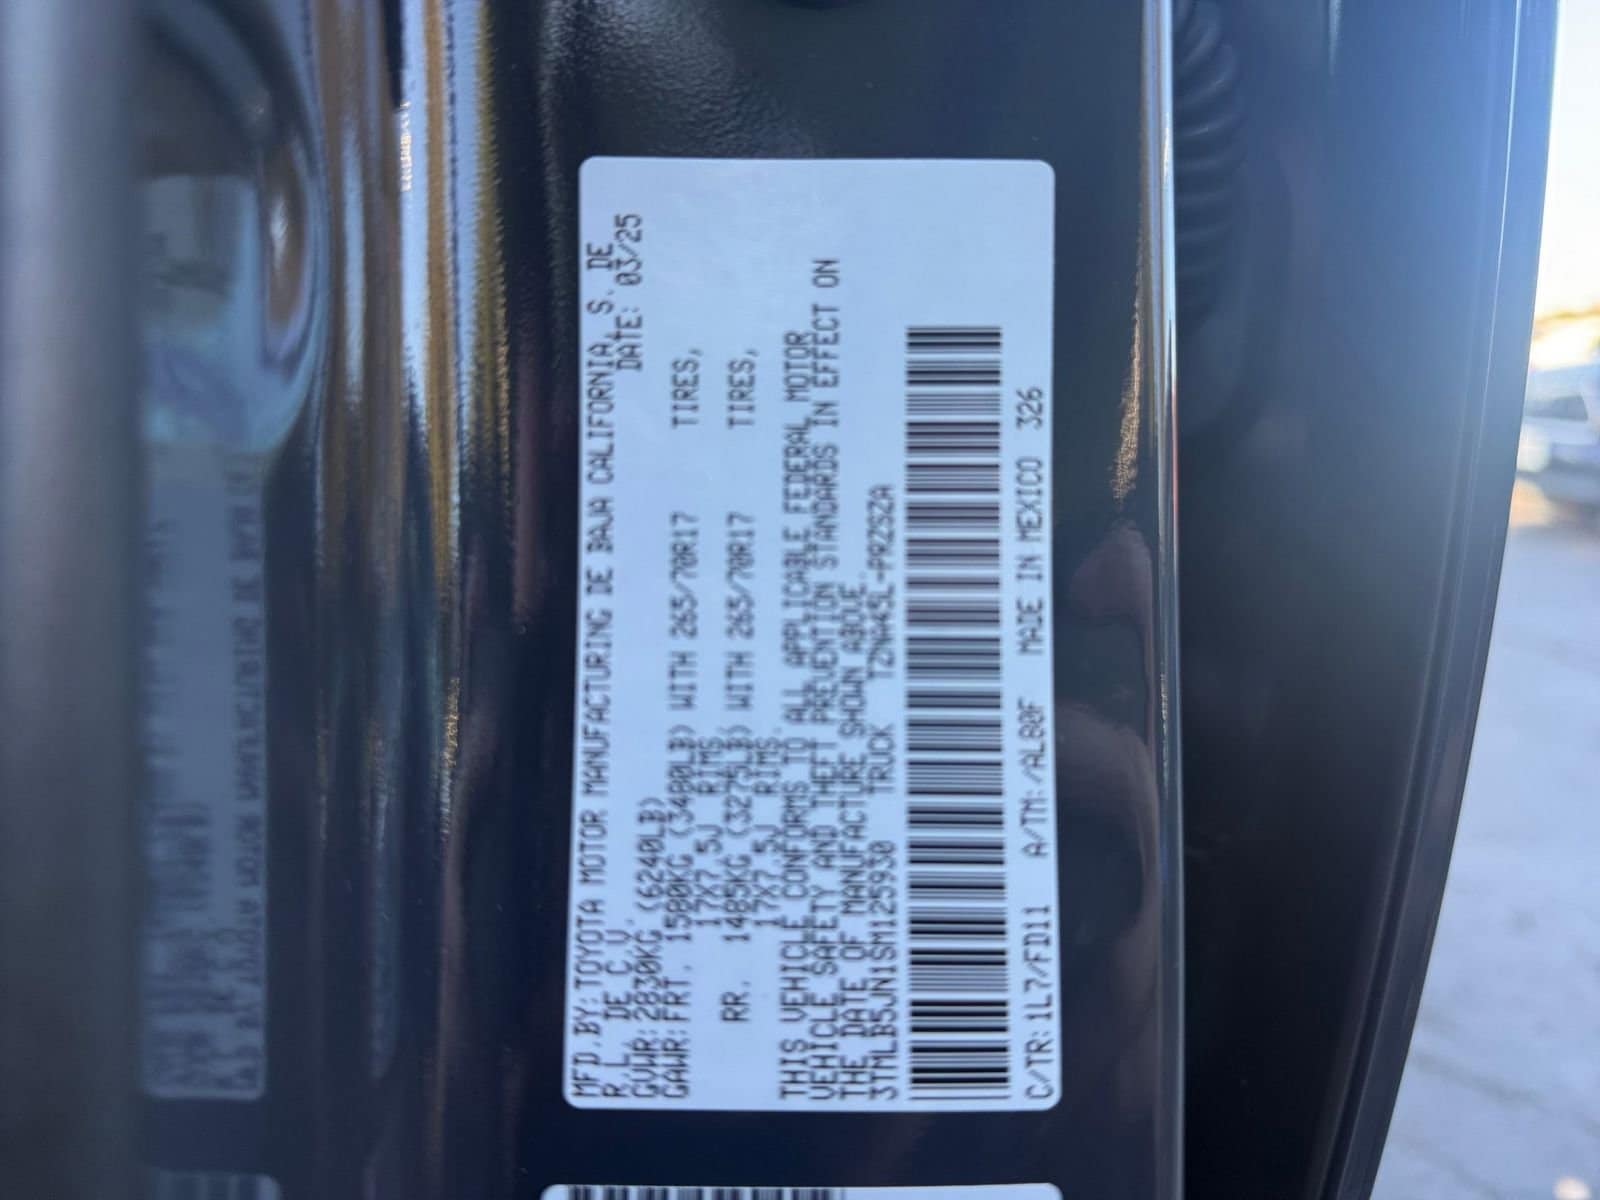 MFD.BY:TOYOTA MOTOR MANUFACTURING DE BAJA CALIFORNIA,S. DE
R.L. DE C.V. DATE: 03/25
GVWR:2830KG (6240LB)
GAWR:FRT. 1580KG (3480LB) WITH 265/70R17 TIRES,
17X7.5J RIMS
RR. 1485KG (3275LB) WITH 265/70R17 TIRES,
17X7.5J RIMS.
THIS VEHICLE CONFORMS TO ALL APPLICABLE FEDERAL MOTOR
VEHICLE SAFETY AND THEFT PREVENTION STANDARDS IN EFFECT ON
THE DATE OF MANUFACTURE SHOWN ABOVE.
3TMLB5JN1SM125930 TRUCK TZNA45L-PRZSZA
C/TR:1L7/FD11 A/TM:/AL80F MADE IN MEXICO 326